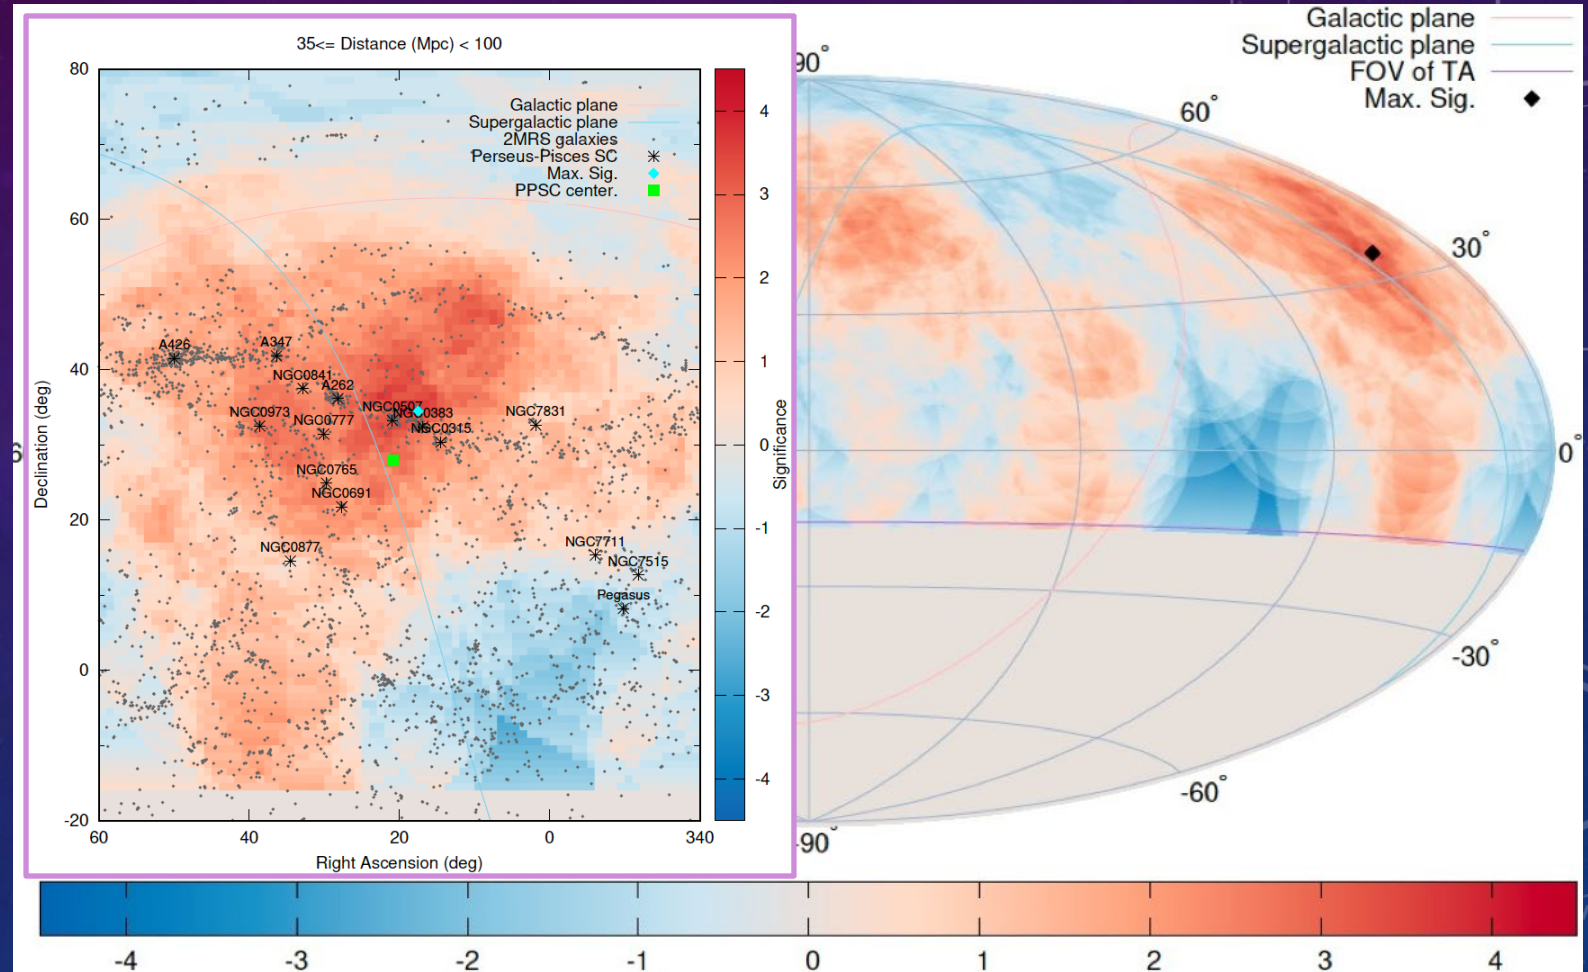 35<= Distance (Mpc) < 100
Galactic plane
Supergalactic plane
2MRS galaxies
Perseus-Pisces SC
Max. Sig.
PPSC center.
80
60
40
20
0
-20
Declination (deg)
A426
A347
NGC0841
A262
NGC0973
NGC0777
NGC0507
NGC0383
NGC0315
NGC7831
NGC0765
NGC0691
NGC0877
NGC7711
NGC7515
Pegasus
60
40
20
0
340
Right Ascension (deg)
4
3
2
1
0
-1
-2
-3
-4
Significance
Galactic plane
Supergalactic plane
FOV of TA
Max. Sig.
90˚
60˚
30˚
0˚
-30˚
-60˚
-90˚
-4
-3
-2
-1
0
1
2
3
4